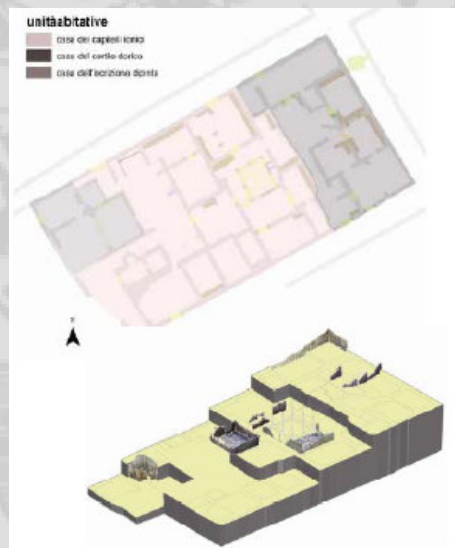 unitàabitative
casa dei capitelli ionici
casa del cortile dorico
casa dell'iscrizione dipinta